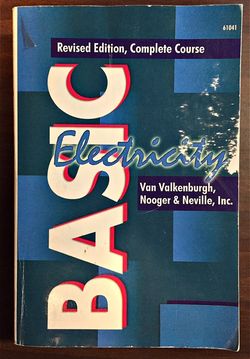 61041
Revised Edition, Complete Course
BASIC
Electricity
Van Valkenburgh,
Nooger & Neville, Inc.